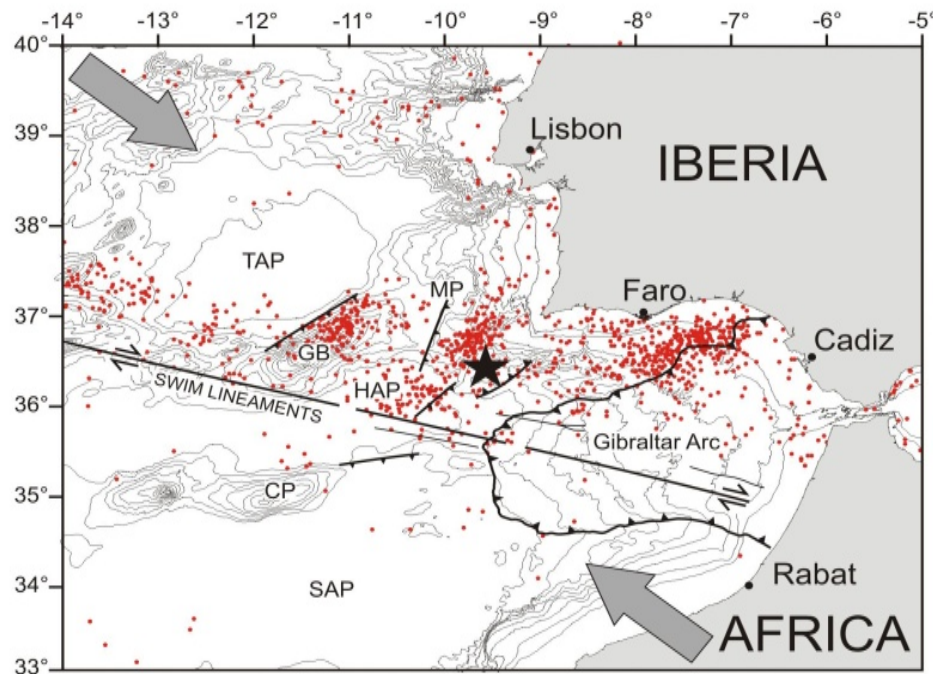 -14° -13° -12° -11° -10° -9° -8° -7° -6° -5°
40°
39°
Lisbon
IBERIA
38°
TAP
MP
Faro
37°
GB
Cadiz
HAP
SWIM LINEAMENTS
36°
Gibraltar Arc
35°
CP
34°
SAP
Rabat
AFRICA
33°